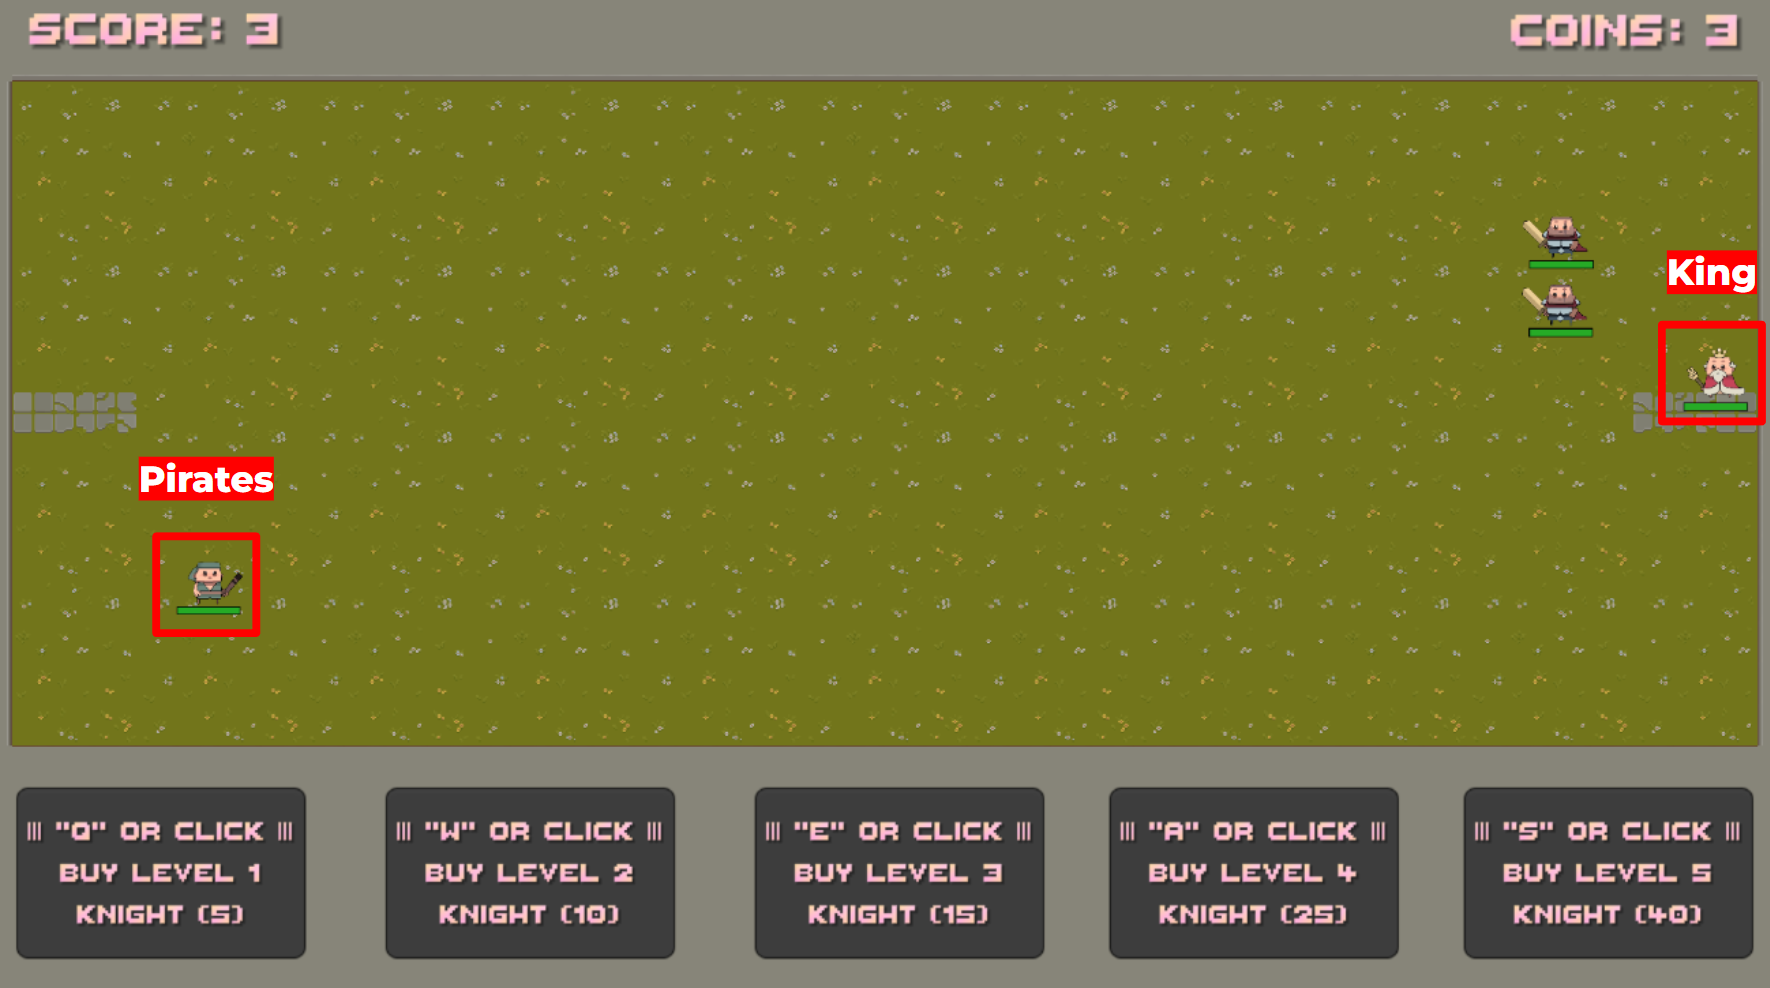 SCORE: 3
COINS: 3
King
Pirates
||| "Q" OR CLICK |||
BUY LEVEL 1
KNIGHT (5)
||| "W" OR CLICK |||
BUY LEVEL 2
KNIGHT (10)
||| "E" OR CLICK |||
BUY LEVEL 3
KNIGHT (15)
||| "A" OR CLICK |||
BUY LEVEL 4
KNIGHT (25)
||| "S" OR CLICK |||
BUY LEVEL 5
KNIGHT (40)